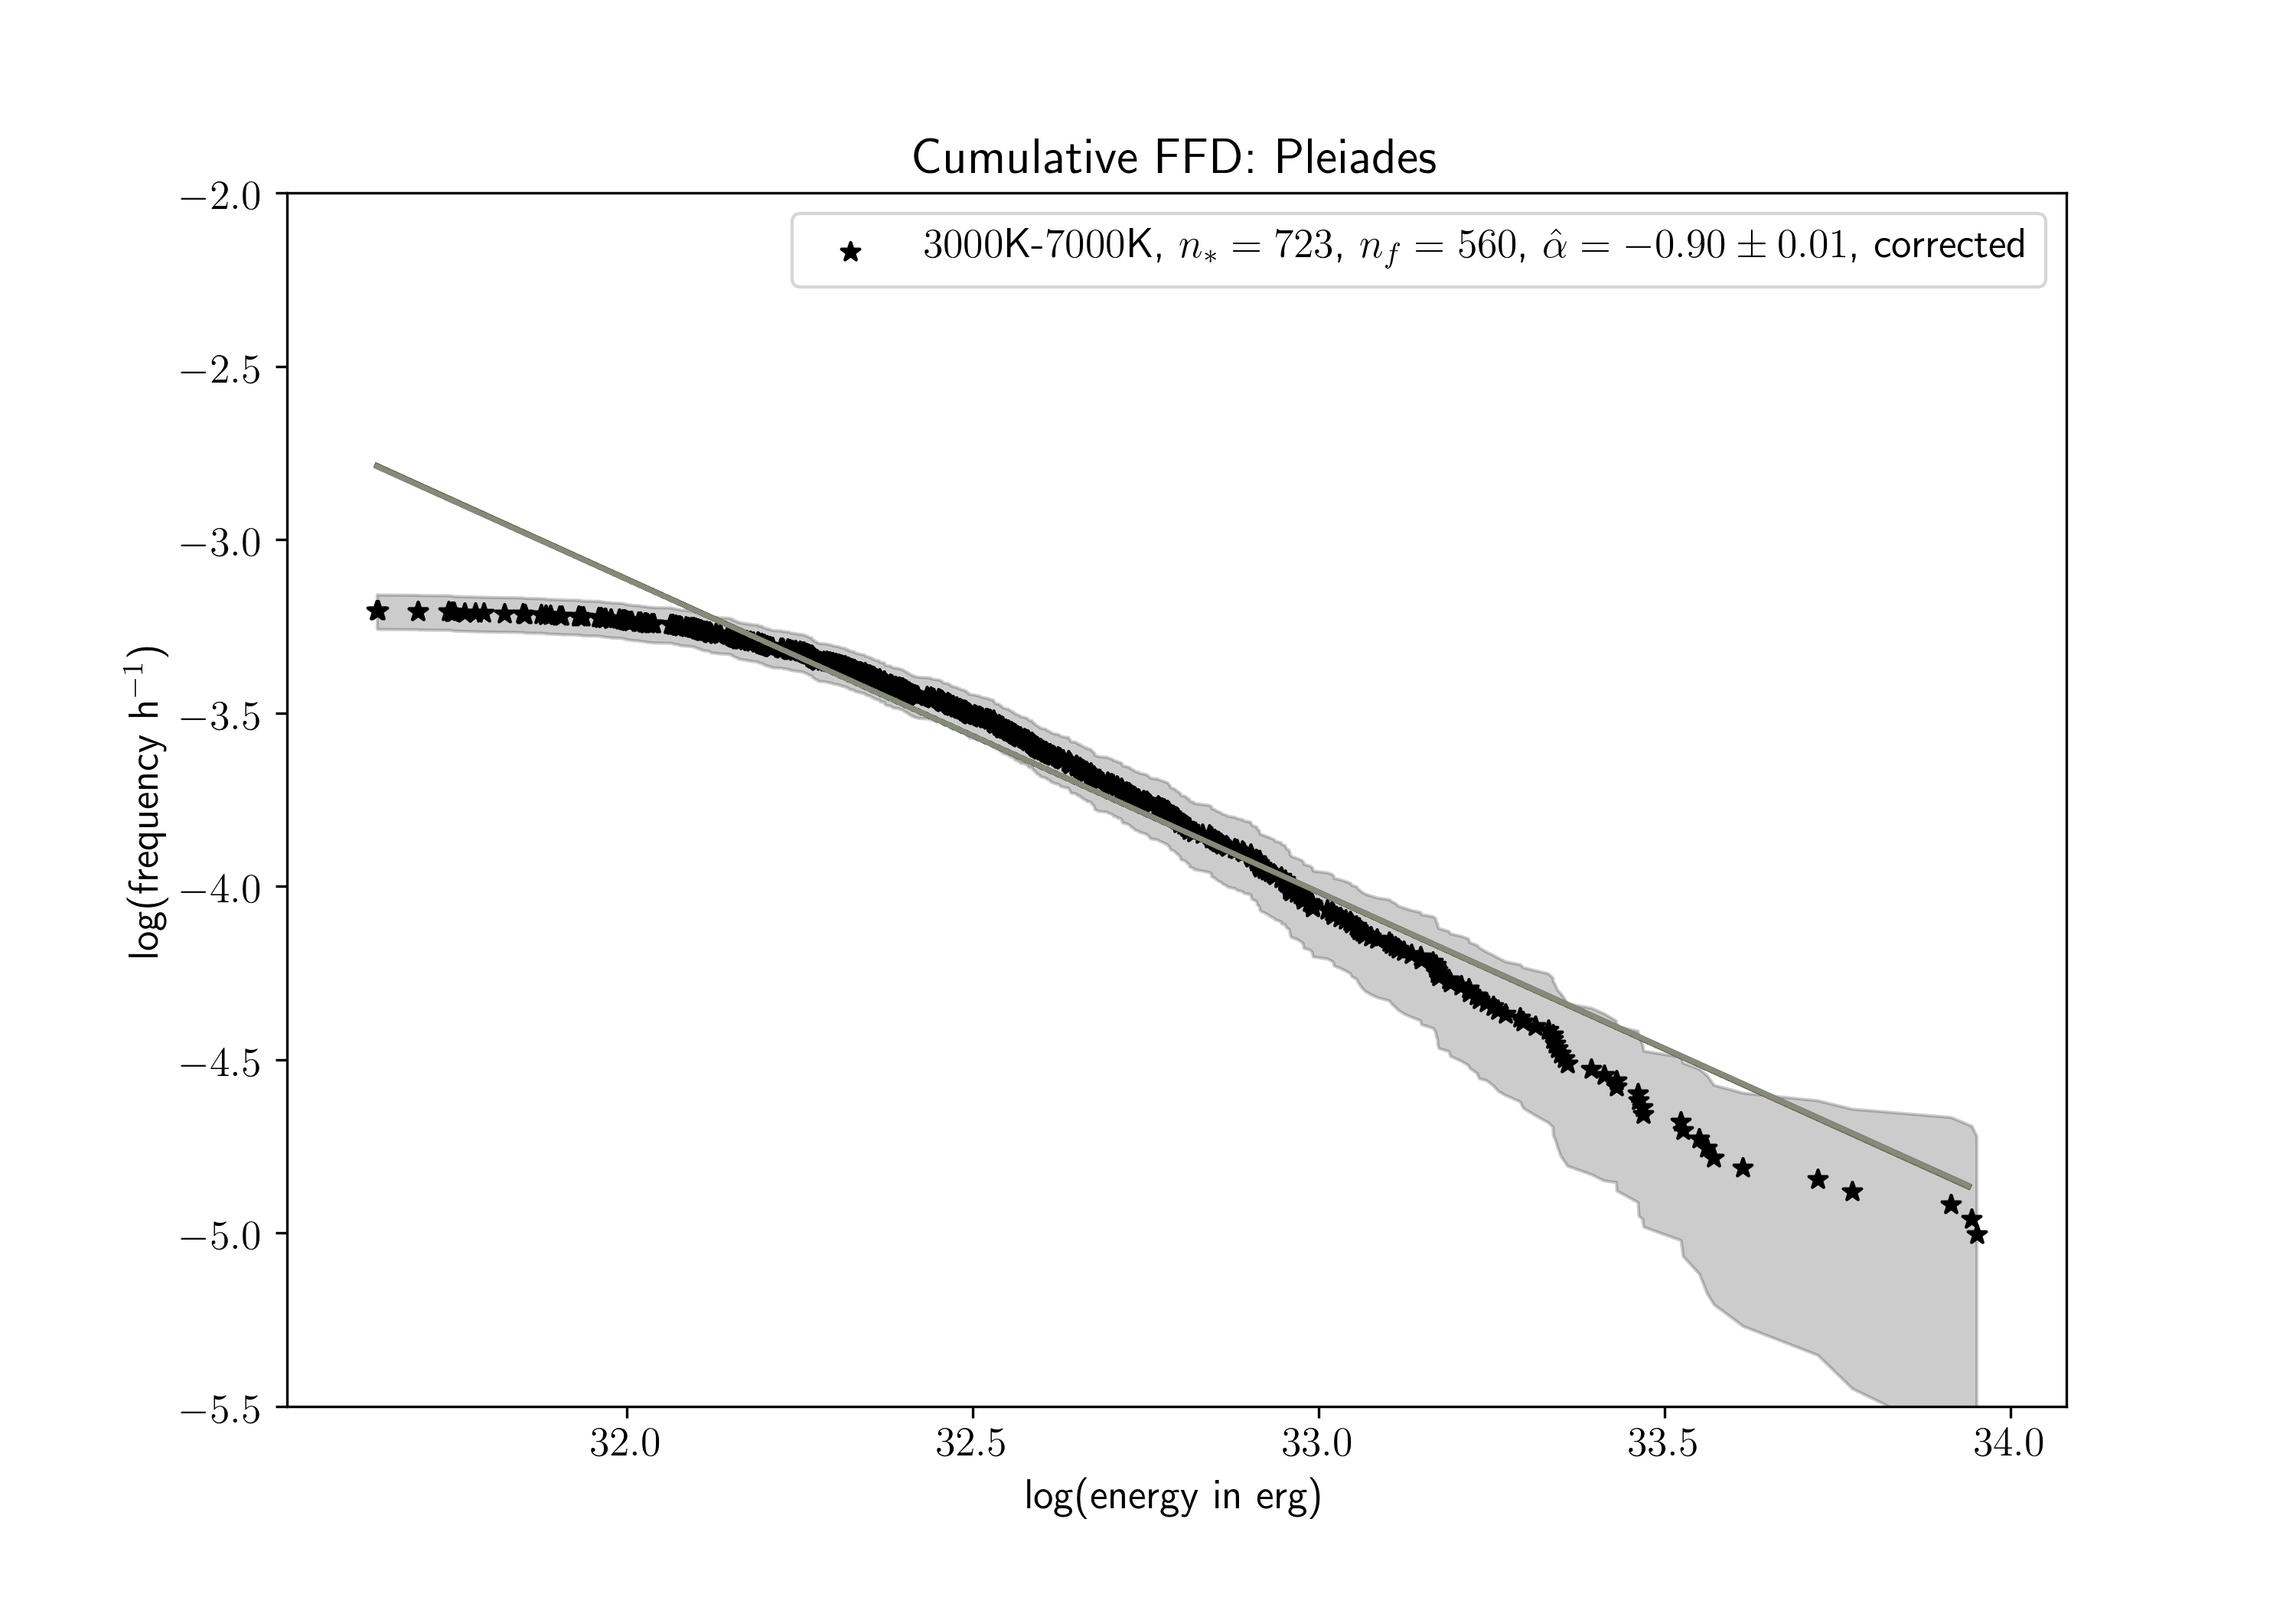 Cumulative FFD: Pleiades
3000K-7000K, n* = 723, nf = 560, α̂ = −0.90 ± 0.01, corrected
−2.0
−2.5
−3.0
−3.5
−4.0
−4.5
−5.0
−5.5
log(frequency h⁻¹)
32.0 32.5 33.0 33.5 34.0
log(energy in erg)